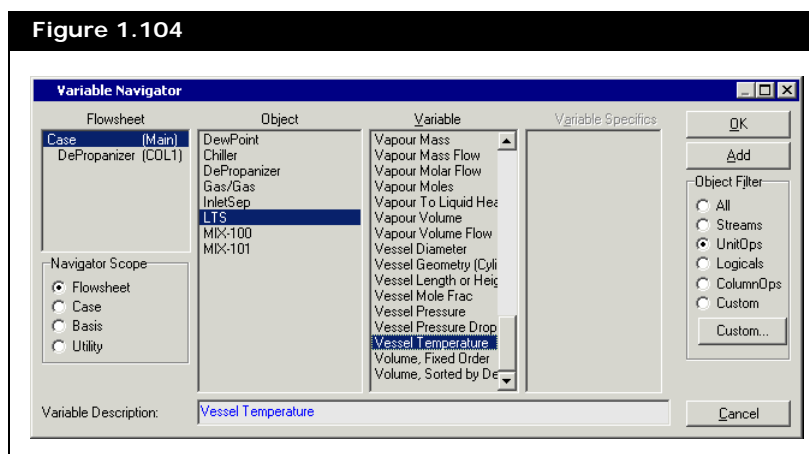 Figure 1.104
Variable Navigator
Flowsheet
Case (Main)
DePropanizer (COL1)
Navigator Scope
Flowsheet
Case
Basis
Utility
Object
DewPoint
Chiller
DePropanizer
Gas/Gas
InletSep
LTS
MIX-100
MIX-101
Variable
Vapour Mass
Vapour Mass Flow
Vapour Molar Flow
Vapour Moles
Vapour To Liquid Hea
Vapour Volume
Vapour Volume Flow
Vessel Diameter
Vessel Geometry (Cyli
Vessel Length or Heig
Vessel Mole Frac
Vessel Pressure
Vessel Pressure Drop
Vessel Temperature
Volume, Fixed Order
Volume, Sorted by De
Variable Specifics
OK
Add
Object Filter
All
Streams
UnitOps
Logicals
ColumnOps
Custom
Custom...
Variable Description:
Vessel Temperature
Cancel